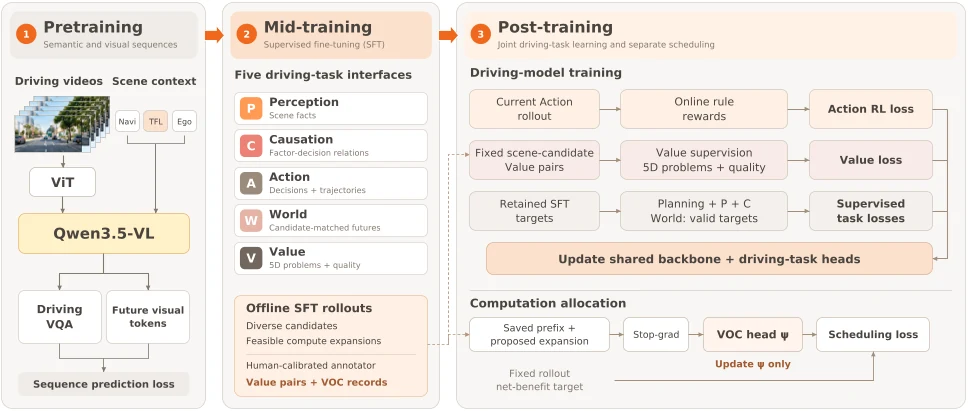 1 Pretraining
Semantic and visual sequences
Driving videos Scene context
Navi TFL Ego
ViT
Qwen3.5-VL
Driving
VQA
Future visual
tokens
Sequence prediction loss
2 Mid-training
Supervised fine-tuning (SFT)
Five driving-task interfaces
P Perception
Scene facts
C Causation
Factor-decision relations
A Action
Decisions + trajectories
W World
Candidate-matched futures
V Value
5D problems + quality
Offline SFT rollouts
Diverse candidates
Feasible compute expansions
Human-calibrated annotator
Value pairs + VOC records
3 Post-training
Joint driving-task learning and separate scheduling
Driving-model training
Current Action
rollout
Online rule
rewards
Action RL loss
Fixed scene-candidate
Value pairs
Value supervision
5D problems + quality
Value loss
Retained SFT
targets
Planning + P + C
World: valid targets
Supervised
task losses
Update shared backbone + driving-task heads
Computation allocation
Saved prefix +
proposed expansion
Stop-grad
VOC head ψ
Scheduling loss
Update ψ only
Fixed rollout
net-benefit target